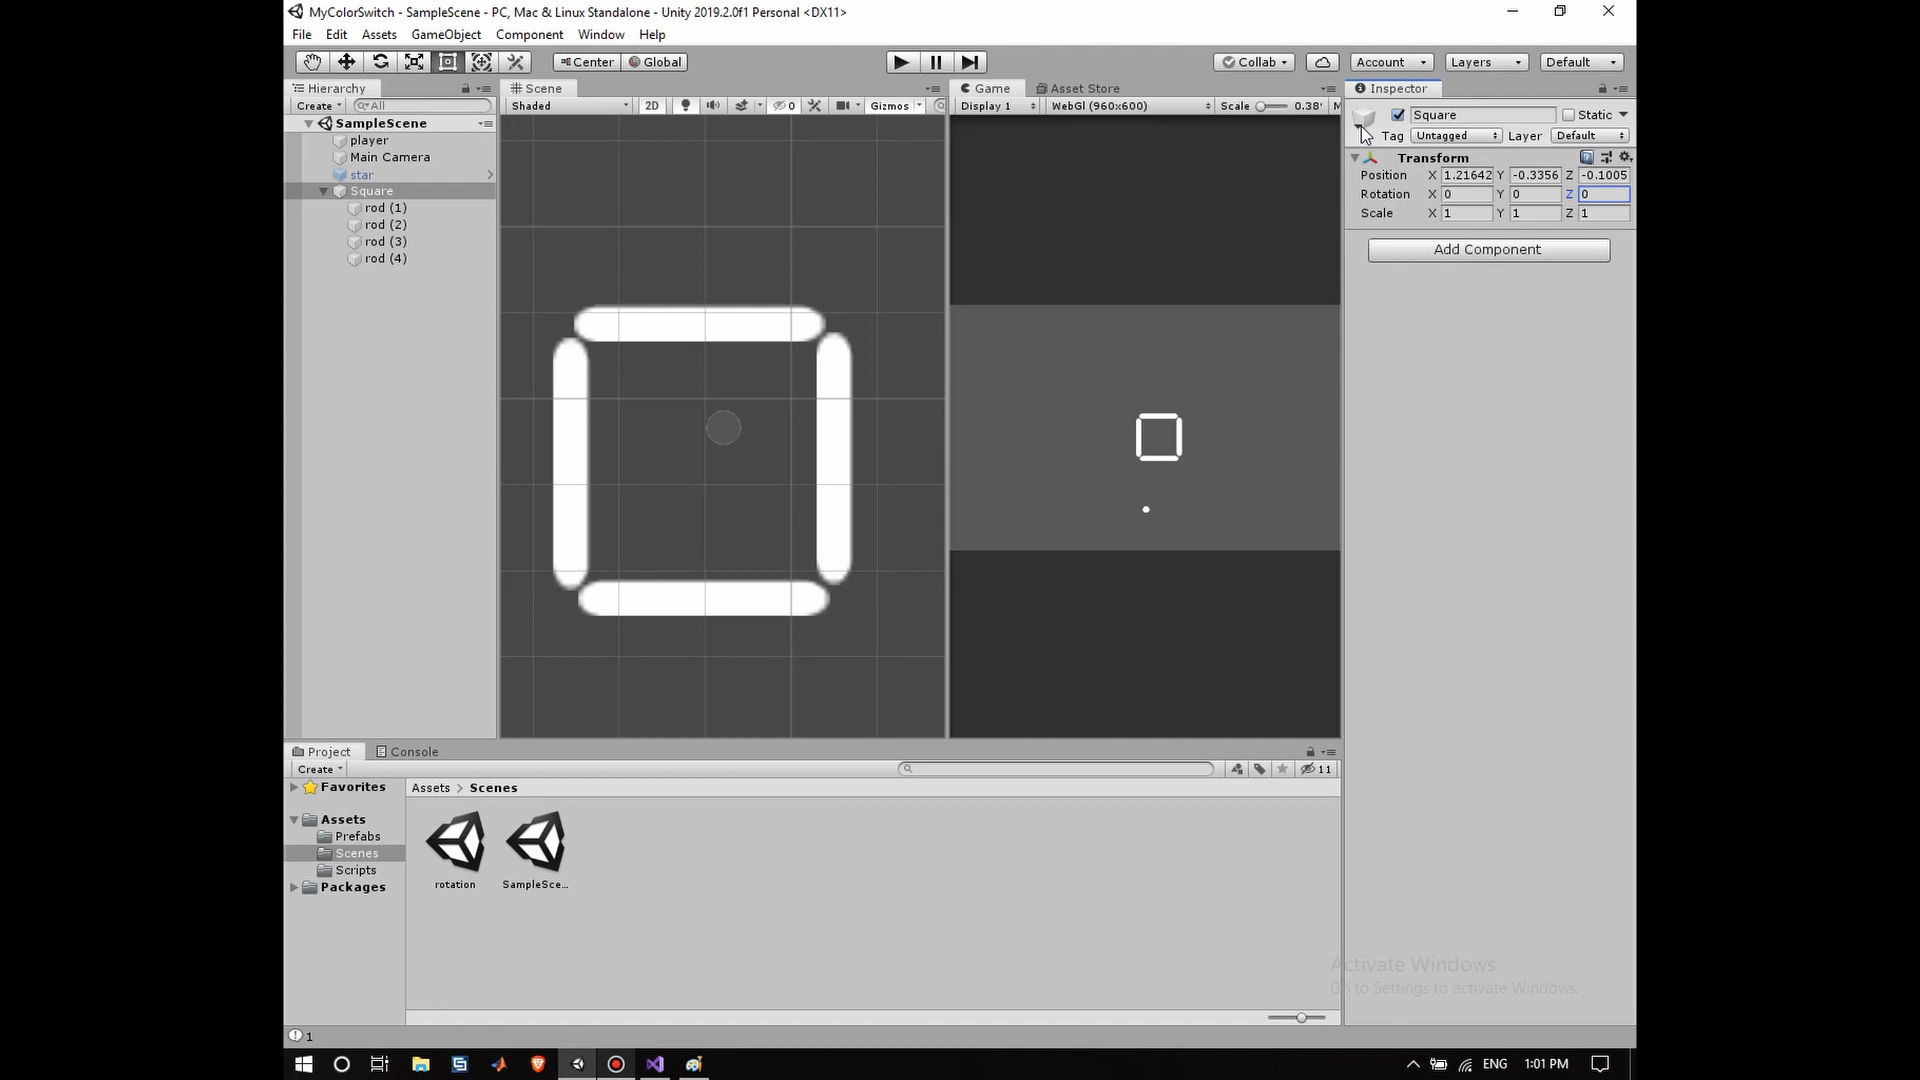 MyColorSwitch - SampleScene - PC, Mac & Linux Standalone - Unity 2019.2.0f1 Personal <DX11>
File Edit Assets GameObject Component Window Help
Center Global Collab Account Layers Default
Hierarchy Scene Game Asset Store Inspector
Create All Shaded 2D 0 Gizmos Display 1 WebGl (960x600) Scale 0.38 M
Square Static
Tag Untagged Layer Default
SampleScene
player
Main Camera
star
Square
rod (1)
rod (2)
rod (3)
rod (4)
Transform
Position X 1.21642 Y -0.3356 Z -0.1005
Rotation X 0 Y 0 Z 0
Scale X 1 Y 1 Z 1
Add Component
Project Console
Create 11
Favorites
Assets
Prefabs
Scenes
Scripts
Packages
Assets > Scenes
rotation SampleSce...
Activate Windows
Go to Settings to activate Windows.
1
ENG 1:01 PM